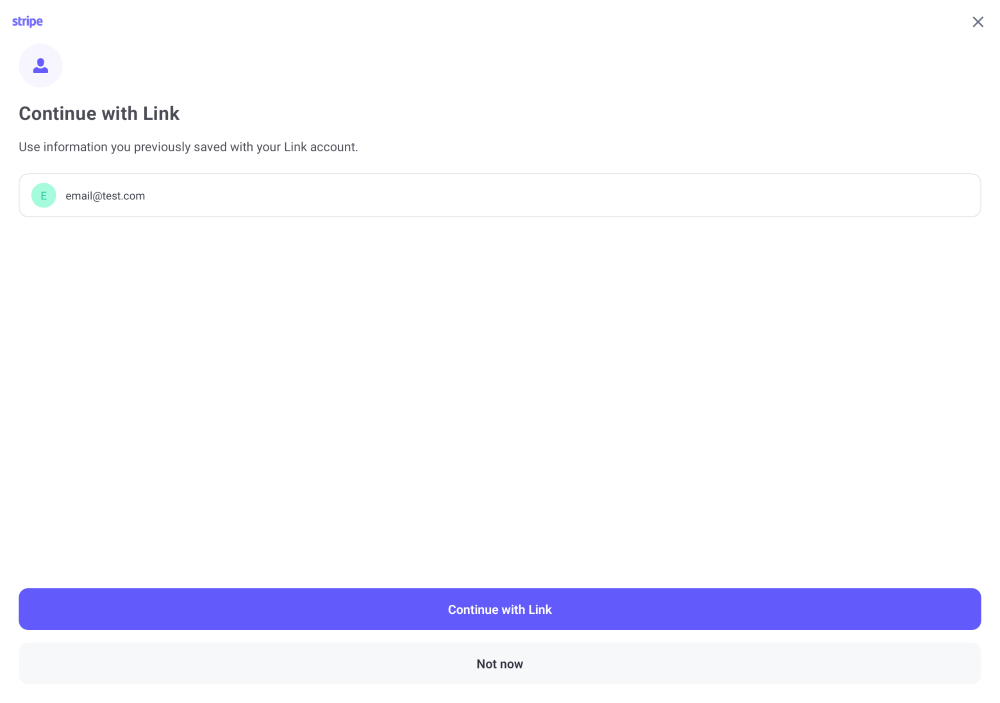 stripe
Continue with Link
Use information you previously saved with your Link account.
E
email@test.com
Continue with Link
Not now